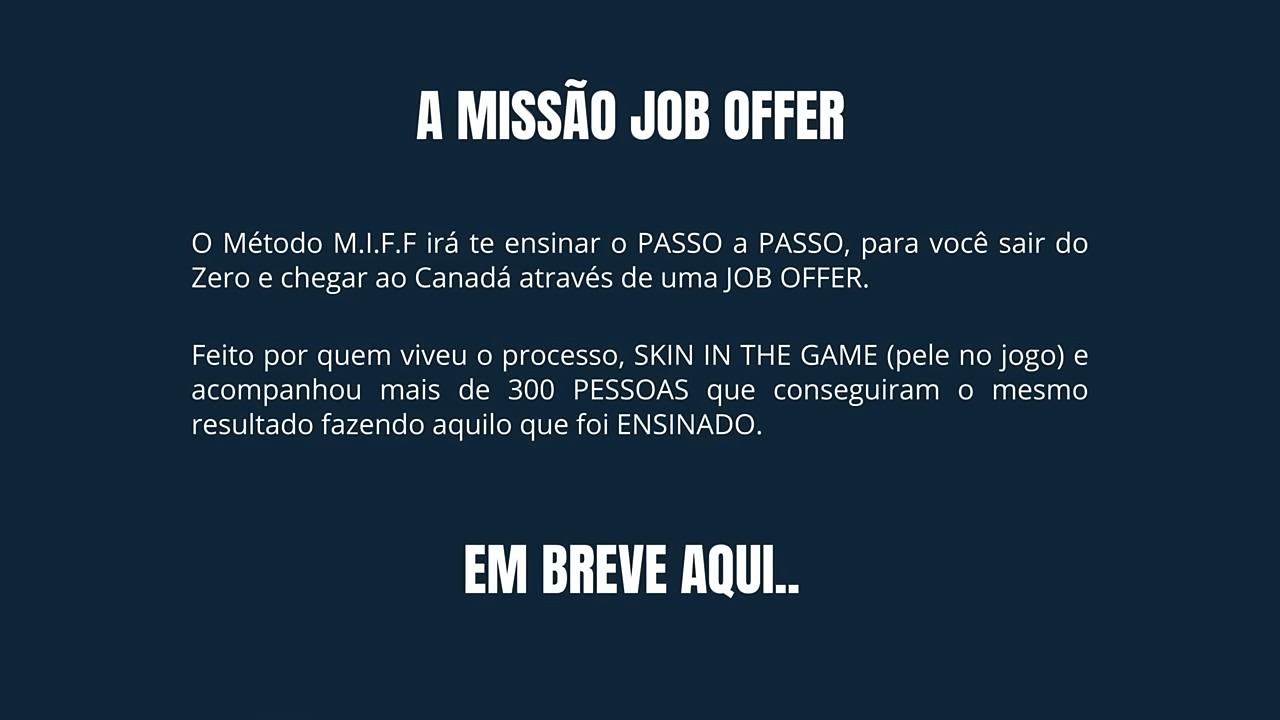 A MISSÃO JOB OFFER
O Método M.I.F.F irá te ensinar o PASSO a PASSO, para você sair do
Zero e chegar ao Canadá através de uma JOB OFFER.
Feito por quem viveu o processo, SKIN IN THE GAME (pele no jogo) e
acompanhou mais de 300 PESSOAS que conseguiram o mesmo
resultado fazendo aquilo que foi ENSINADO.
EM BREVE AQUI..